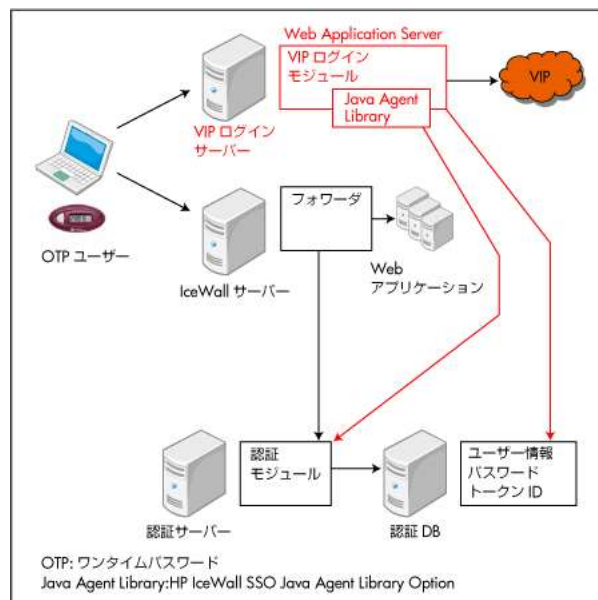 Web Application Server
VIP ログイン
モジュール
Java Agent
Library
VIP
VIP ログイン
サーバー
OTP ユーザー
フォワーダ
IceWall サーバー
Web
アプリケーション
認証
モジュール
ユーザー情報
パスワード
トークン ID
認証サーバー
認証 DB
OTP: ワンタイムパスワード
Java Agent Library:HP IceWall SSO Java Agent Library Option